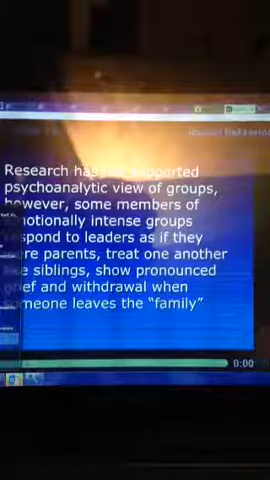 Research has supported
psychoanalytic view of groups,
however, some members of
emotionally intense groups
respond to leaders as if they
were parents, treat one another
like siblings, show pronounced
grief and withdrawal when
someone leaves the “family”
0:00